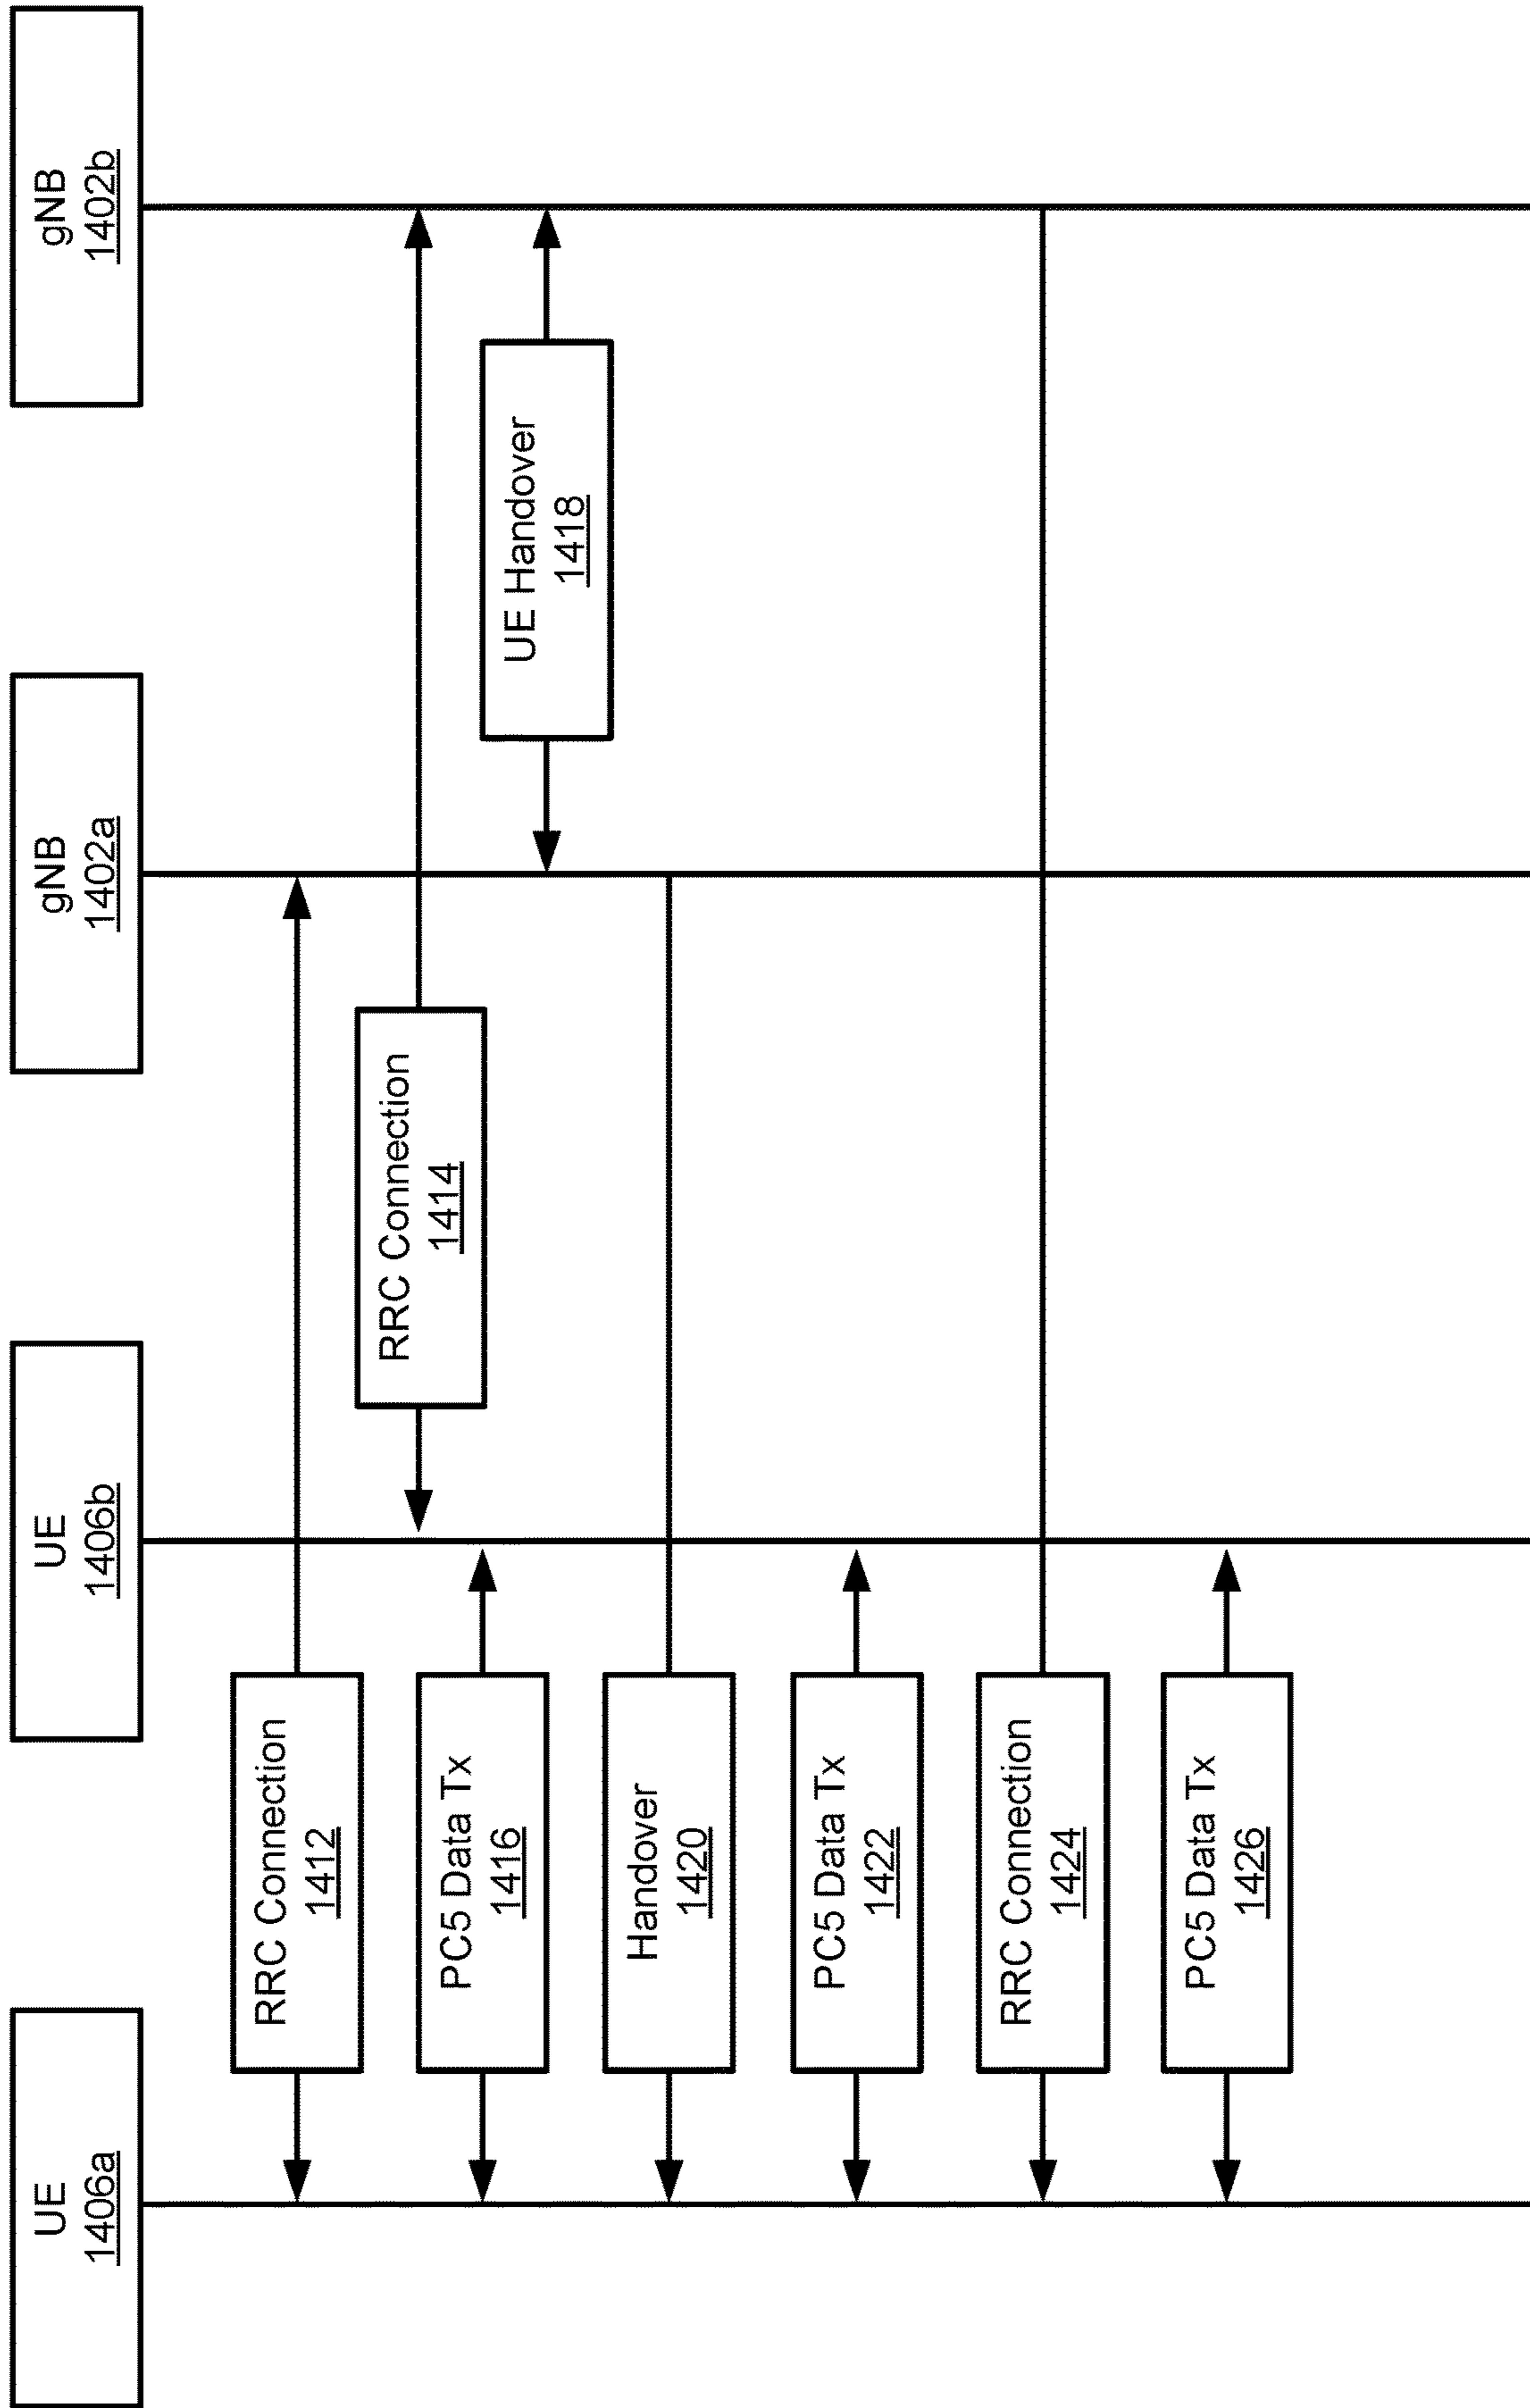 UE
1406a
UE
1406b
gNB
1402a
gNB
1402b
RRC Connection
1412
RRC Connection
1414
PC5 Data Tx
1416
UE Handover
1418
Handover
1420
PC5 Data Tx
1422
RRC Connection
1424
PC5 Data Tx
1426